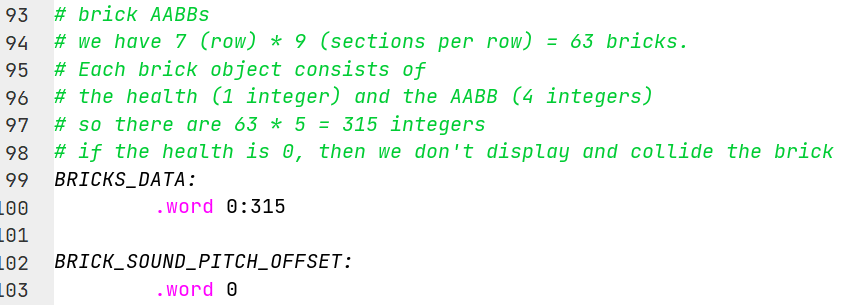 93 # brick AABBs
94 # we have 7 (row) * 9 (sections per row) = 63 bricks.
95 # Each brick object consists of
96 # the health (1 integer) and the AABB (4 integers)
97 # so there are 63 * 5 = 315 integers
98 # if the health is 0, then we don't display and collide the brick
99 BRICKS_DATA:
100 .word 0:315
101
102 BRICK_SOUND_PITCH_OFFSET:
103 .word 0